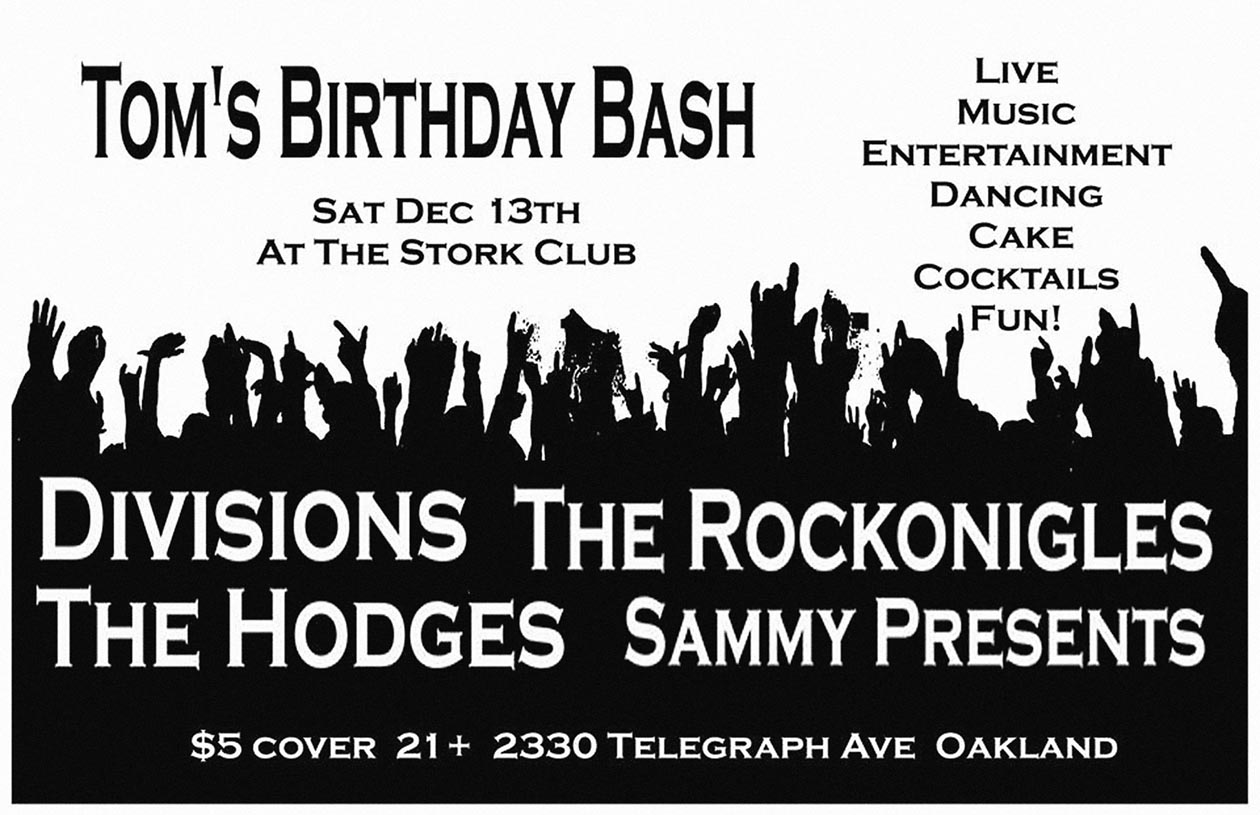 Tom's Birthday Bash
Sat Dec 13th
At The Stork Club
Live
Music
Entertainment
Dancing
Cake
Cocktails
Fun!
Divisions The Rockonigles
The Hodges Sammy Presents
$5 cover 21+ 2330 Telegraph Ave Oakland